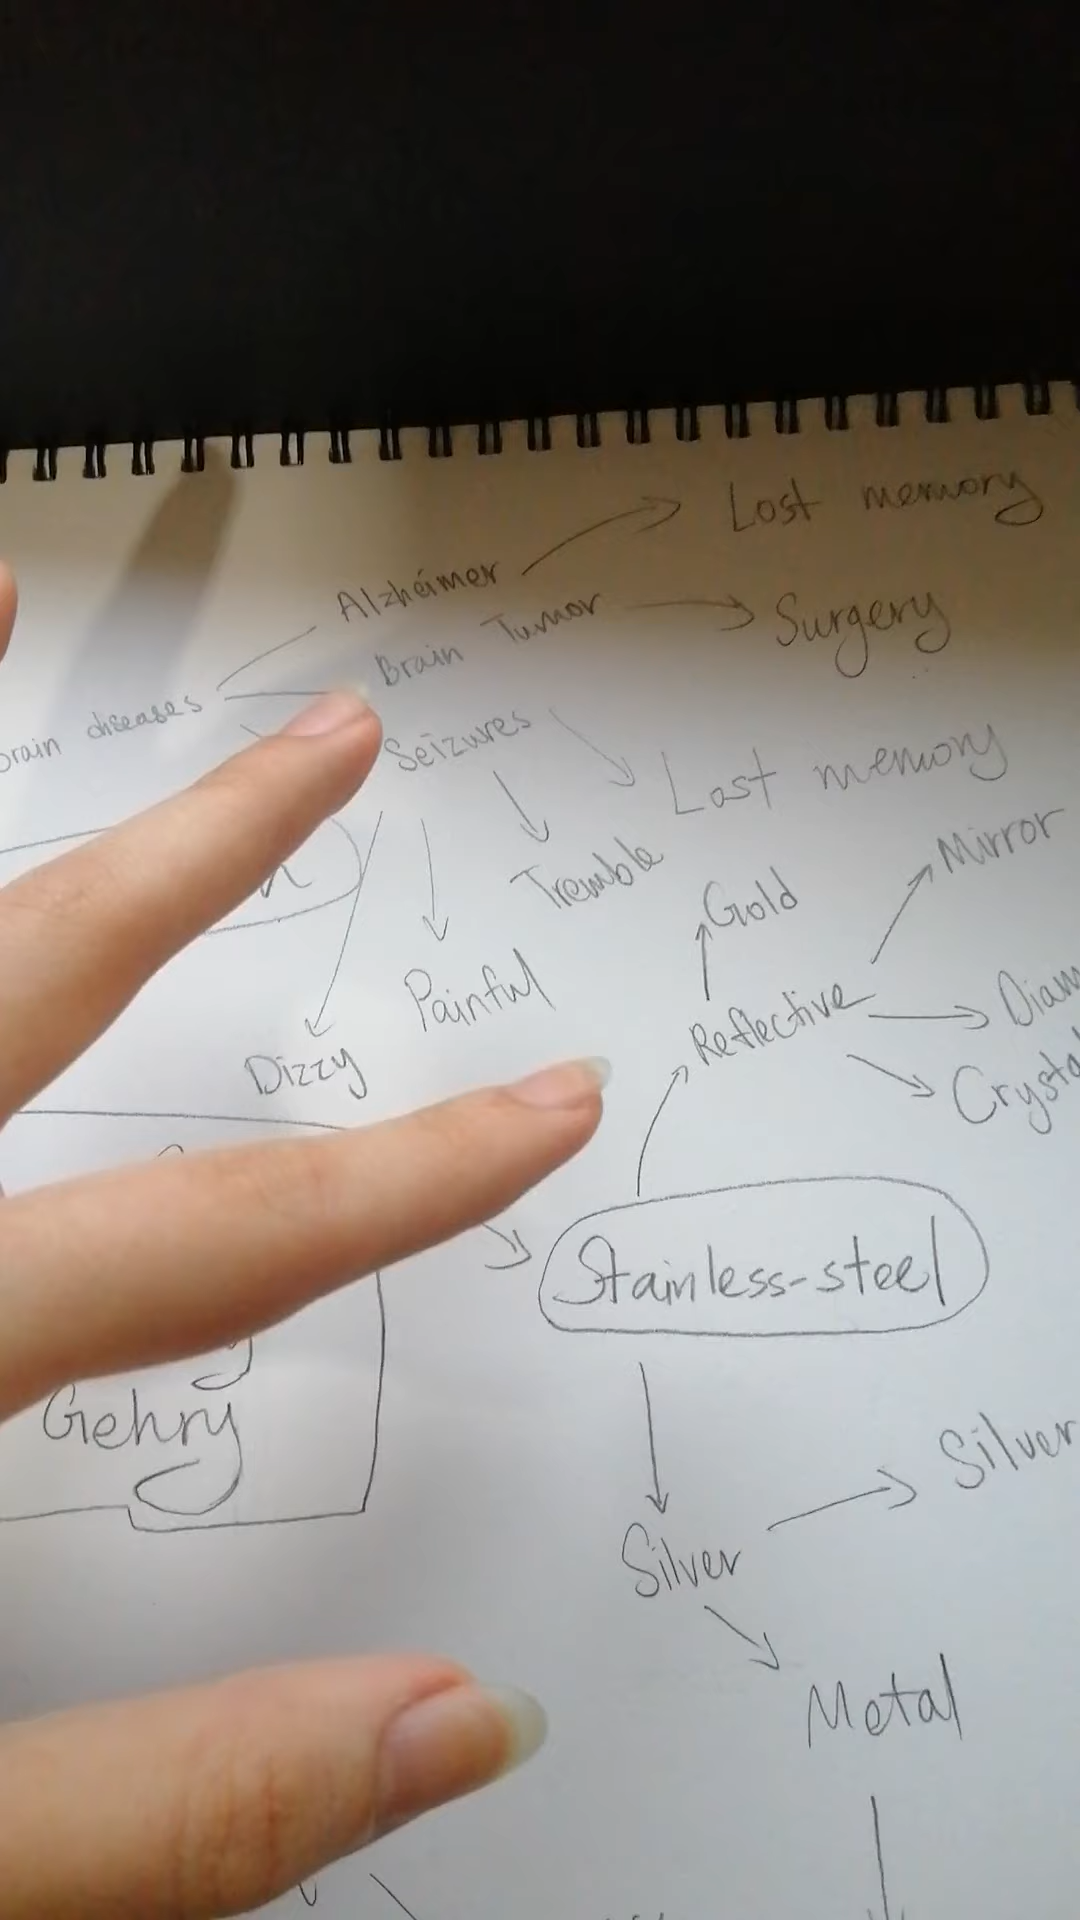 Lost memory
Alzheimer
Brain Tumor
Surgery
brain diseases
Seizures
Lost memory
Tremble
Mirror
Gold
Painful
Reflective
Dizzy
Stainless-steel
Gehry
Silver
Silver
Metal